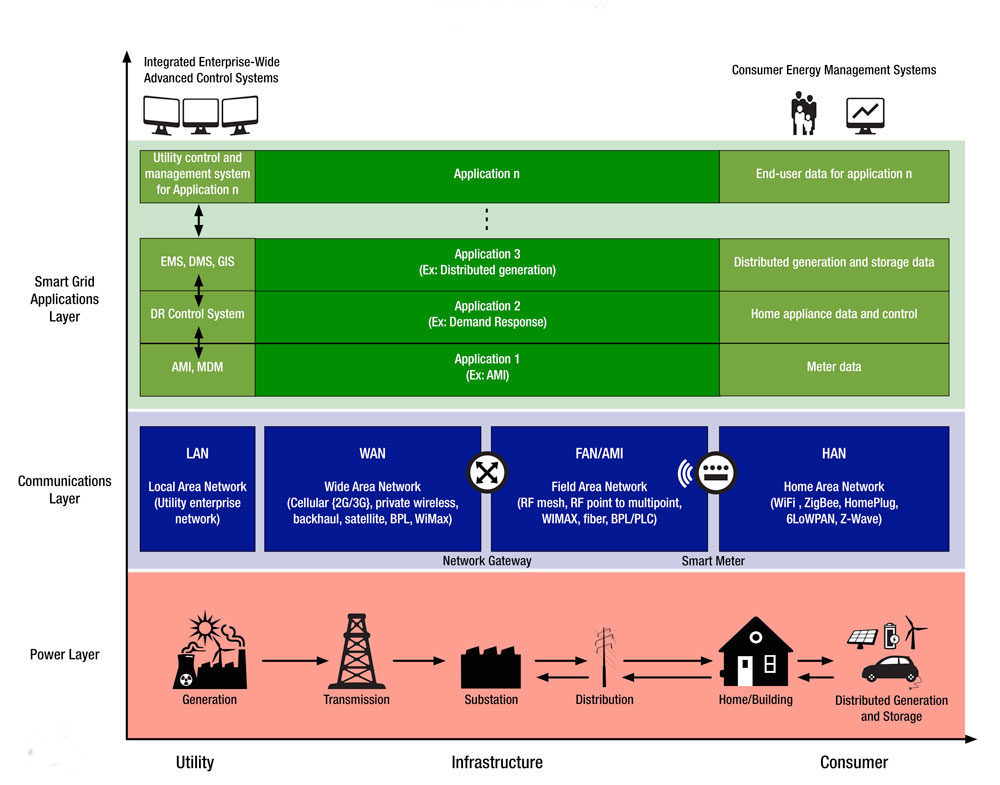 Integrated Enterprise-Wide
Advanced Control Systems
Consumer Energy Management Systems
Smart Grid
Applications
Layer
Utility control and
management system
for Application n
Application n
End-user data for application n
EMS, DMS, GIS
Application 3
(Ex: Distributed generation)
Distributed generation and storage data
DR Control System
Application 2
(Ex: Demand Response)
Home appliance data and control
AMI, MDM
Application 1
(Ex: AMI)
Meter data
Communications
Layer
LAN
Local Area Network
(Utility enterprise
network)
WAN
Wide Area Network
(Cellular {2G/3G}, private wireless,
backhaul, satellite, BPL, WiMax)
FAN/AMI
Field Area Network
(RF mesh, RF point to multipoint,
WIMAX, fiber, BPL/PLC)
HAN
Home Area Network
(WiFi , ZigBee, HomePlug,
6LoWPAN, Z-Wave)
Network Gateway
Smart Meter
Power Layer
Generation
Transmission
Substation
Distribution
Home/Building
Distributed Generation
and Storage
Utility
Infrastructure
Consumer